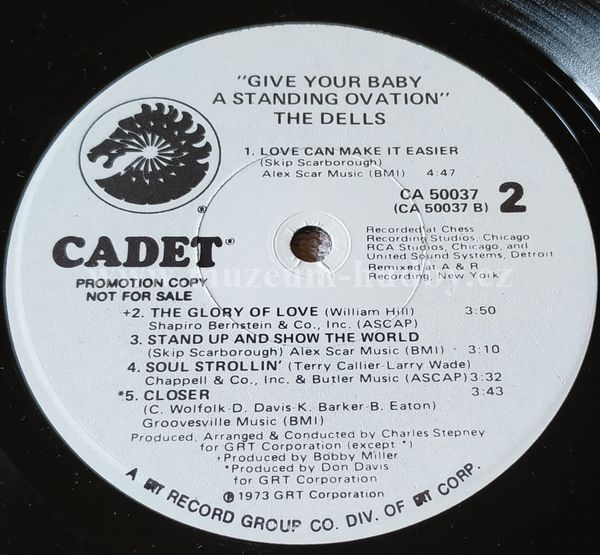 "GIVE YOUR BABY
A STANDING OVATION"
THE DELLS
1. LOVE CAN MAKE IT EASIER
(Skip Scarborough)
Alex Scar Music (BMI) 4:47
CA 50037
(CA 50037 B) 2
®
CADET®
PROMOTION COPY
NOT FOR SALE
Recorded at Chess
Recording Studios, Chicago
RCA Studios, Chicago, and
United Sound Systems, Detroit
Remixed at A & R
Recording, New York
+2. THE GLORY OF LOVE (William Hill) 3:50
Shapiro Bernstein & Co., Inc. (ASCAP)
3. STAND UP AND SHOW THE WORLD
(Skip Scarborough) Alex Scar Music (BMI) · 3:10
4. SOUL STROLLIN' (Terry Callier-Larry Wade)
Chappell & Co., Inc. & Butler Music (ASCAP) 3:32
*5. CLOSER 3:43
(C. Wolfolk-D. Davis-K. Barker-B. Eaton)
Groovesville Music (BMI)
Produced, Arranged & Conducted by Charles Stepney
for GRT Corporation (except *)
+Produced by Bobby Miller
*Produced by Don Davis
for GRT Corporation
℗ 1973 GRT Corporation
A GRT RECORD GROUP CO. DIV. OF GRT CORP.